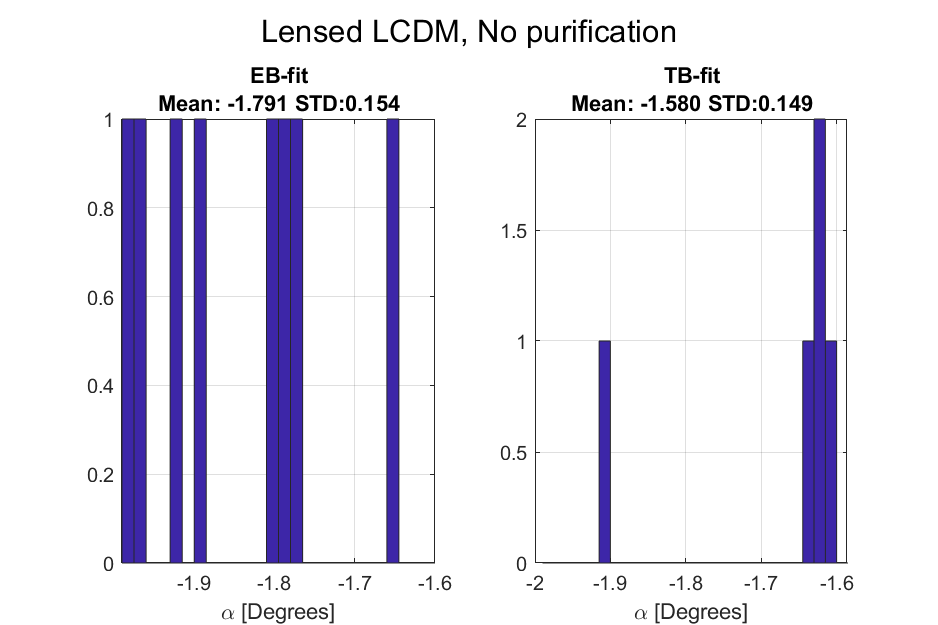 Lensed LCDM, No purification
EB-fit
Mean: -1.791 STD:0.154
1
0.8
0.6
0.4
0.2
0
-1.9
-1.8
-1.7
-1.6
α [Degrees]
TB-fit
Mean: -1.580 STD:0.149
2
1.5
1
0.5
0
-2
-1.9
-1.8
-1.7
-1.6
α [Degrees]